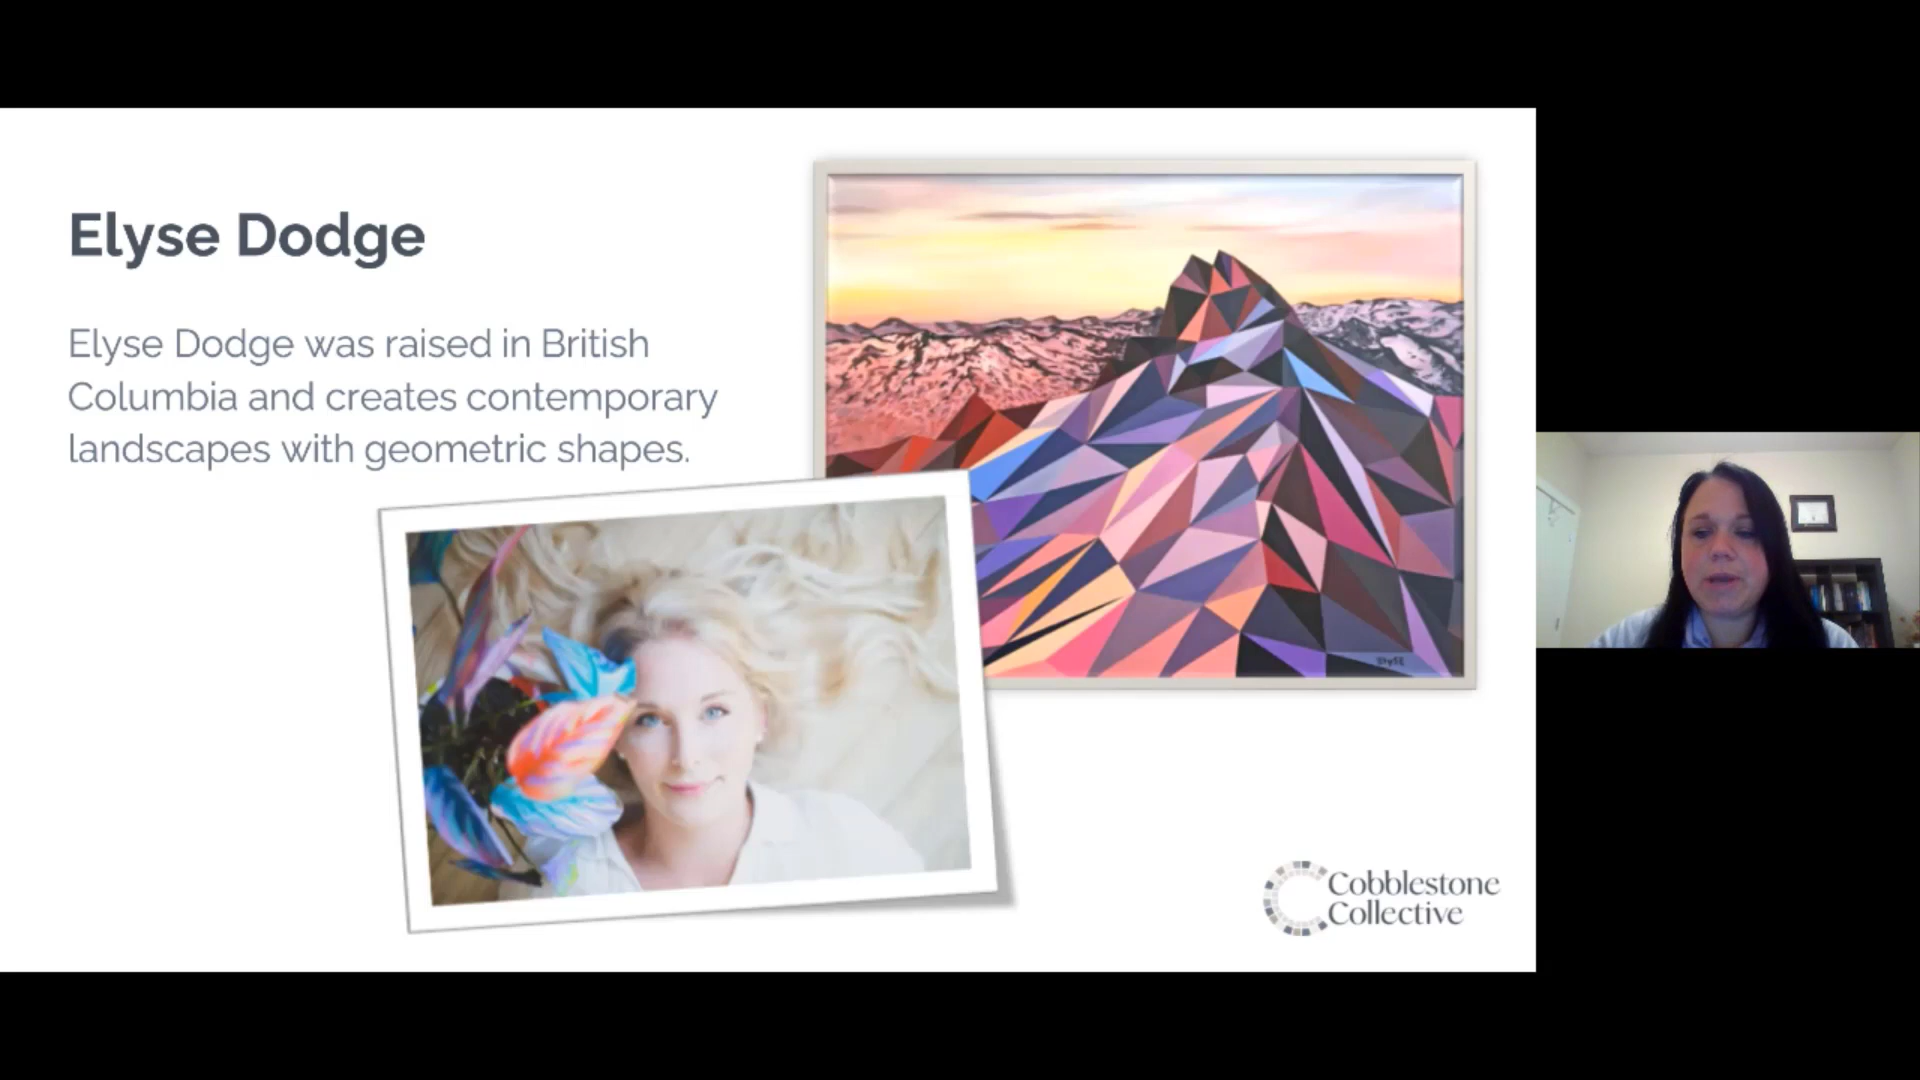 Elyse Dodge
Elyse Dodge was raised in British
Columbia and creates contemporary
landscapes with geometric shapes.
Cobblestone
Collective